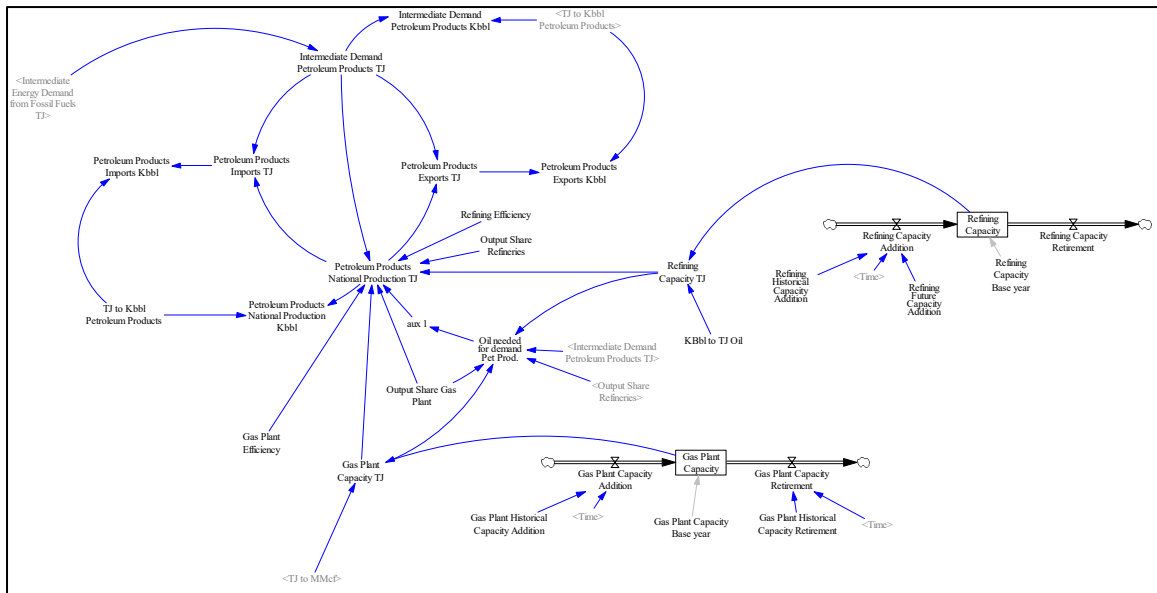 Intermediate Demand
Petroleum Products Kbbl
<TJ to Kbbl
Petroleum Products>
Intermediate Demand
Petroleum Products TJ
<Intermediate
Energy Demand
from Fossil Fuels
TJ>
Petroleum Products
Imports Kbbl
Petroleum Products
Imports TJ
Petroleum Products
Exports TJ
Petroleum Products
Exports Kbbl
Refining Efficiency
Output Share
Refineries
Petroleum Products
National Production TJ
Refining
Capacity TJ
Refining Capacity
Addition
Refining
Capacity
Refining Capacity
Retirement
Refining
Historical
Capacity
Addition
<Time>
Refining
Future
Capacity
Addition
Refining
Capacity
Base year
TJ to Kbbl
Petroleum Products
Petroleum Products
National Production
Kbbl
aux 1
Oil needed
for demand
Pet Prod.
<Intermediate Demand
Petroleum Products TJ>
KBbl to TJ Oil
Output Share Gas
Plant
<Output Share
Refineries>
Gas Plant
Efficiency
Gas Plant
Capacity TJ
Gas Plant Capacity
Addition
Gas Plant
Capacity
Gas Plant Capacity
Retirement
Gas Plant Historical
Capacity Addition
<Time>
Gas Plant Capacity
Base year
Gas Plant Historical
Capacity Retirement
<Time>
<TJ to MMcf>